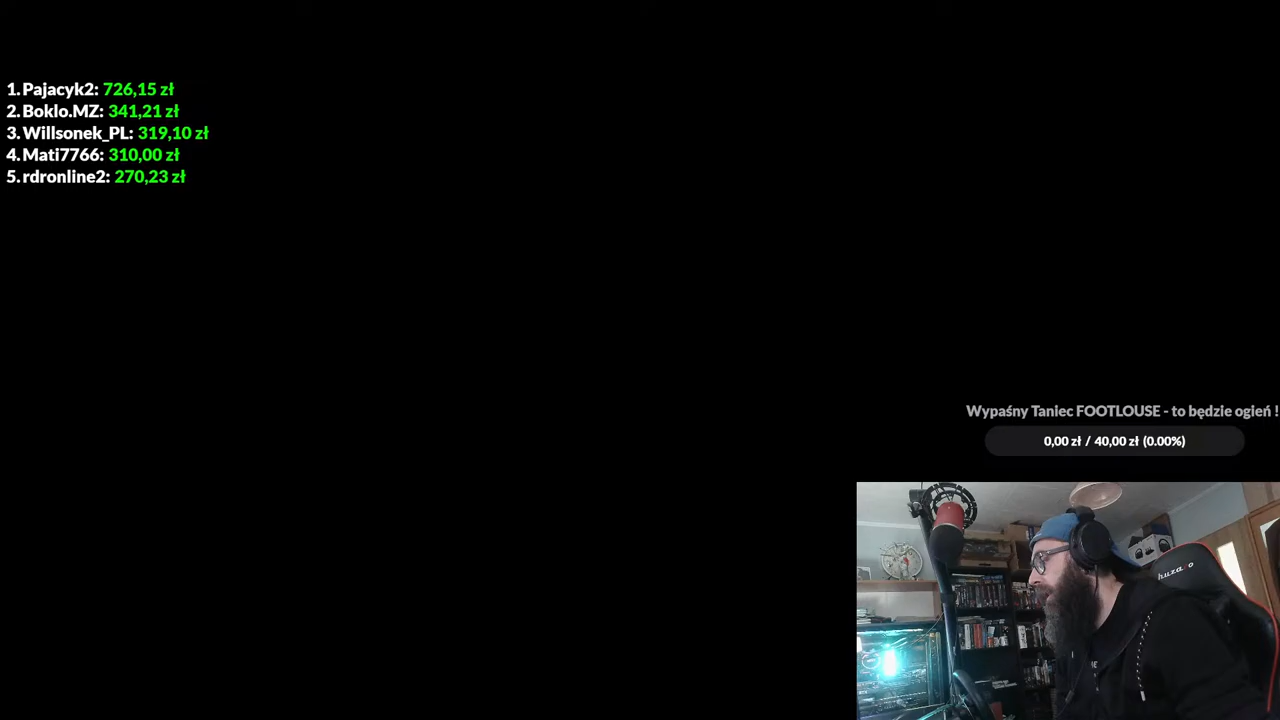 1. Pajacyk2: 726,15 zł
2. Boklo.MZ: 341,21 zł
3. Willsonek_PL: 319,10 zł
4. Mati7766: 310,00 zł
5. rdronline2: 270,23 zł
Wypaśny Taniec FOOTLOUSE - to będzie ogień !
0,00 zł / 40,00 zł (0.00%)
huzaro